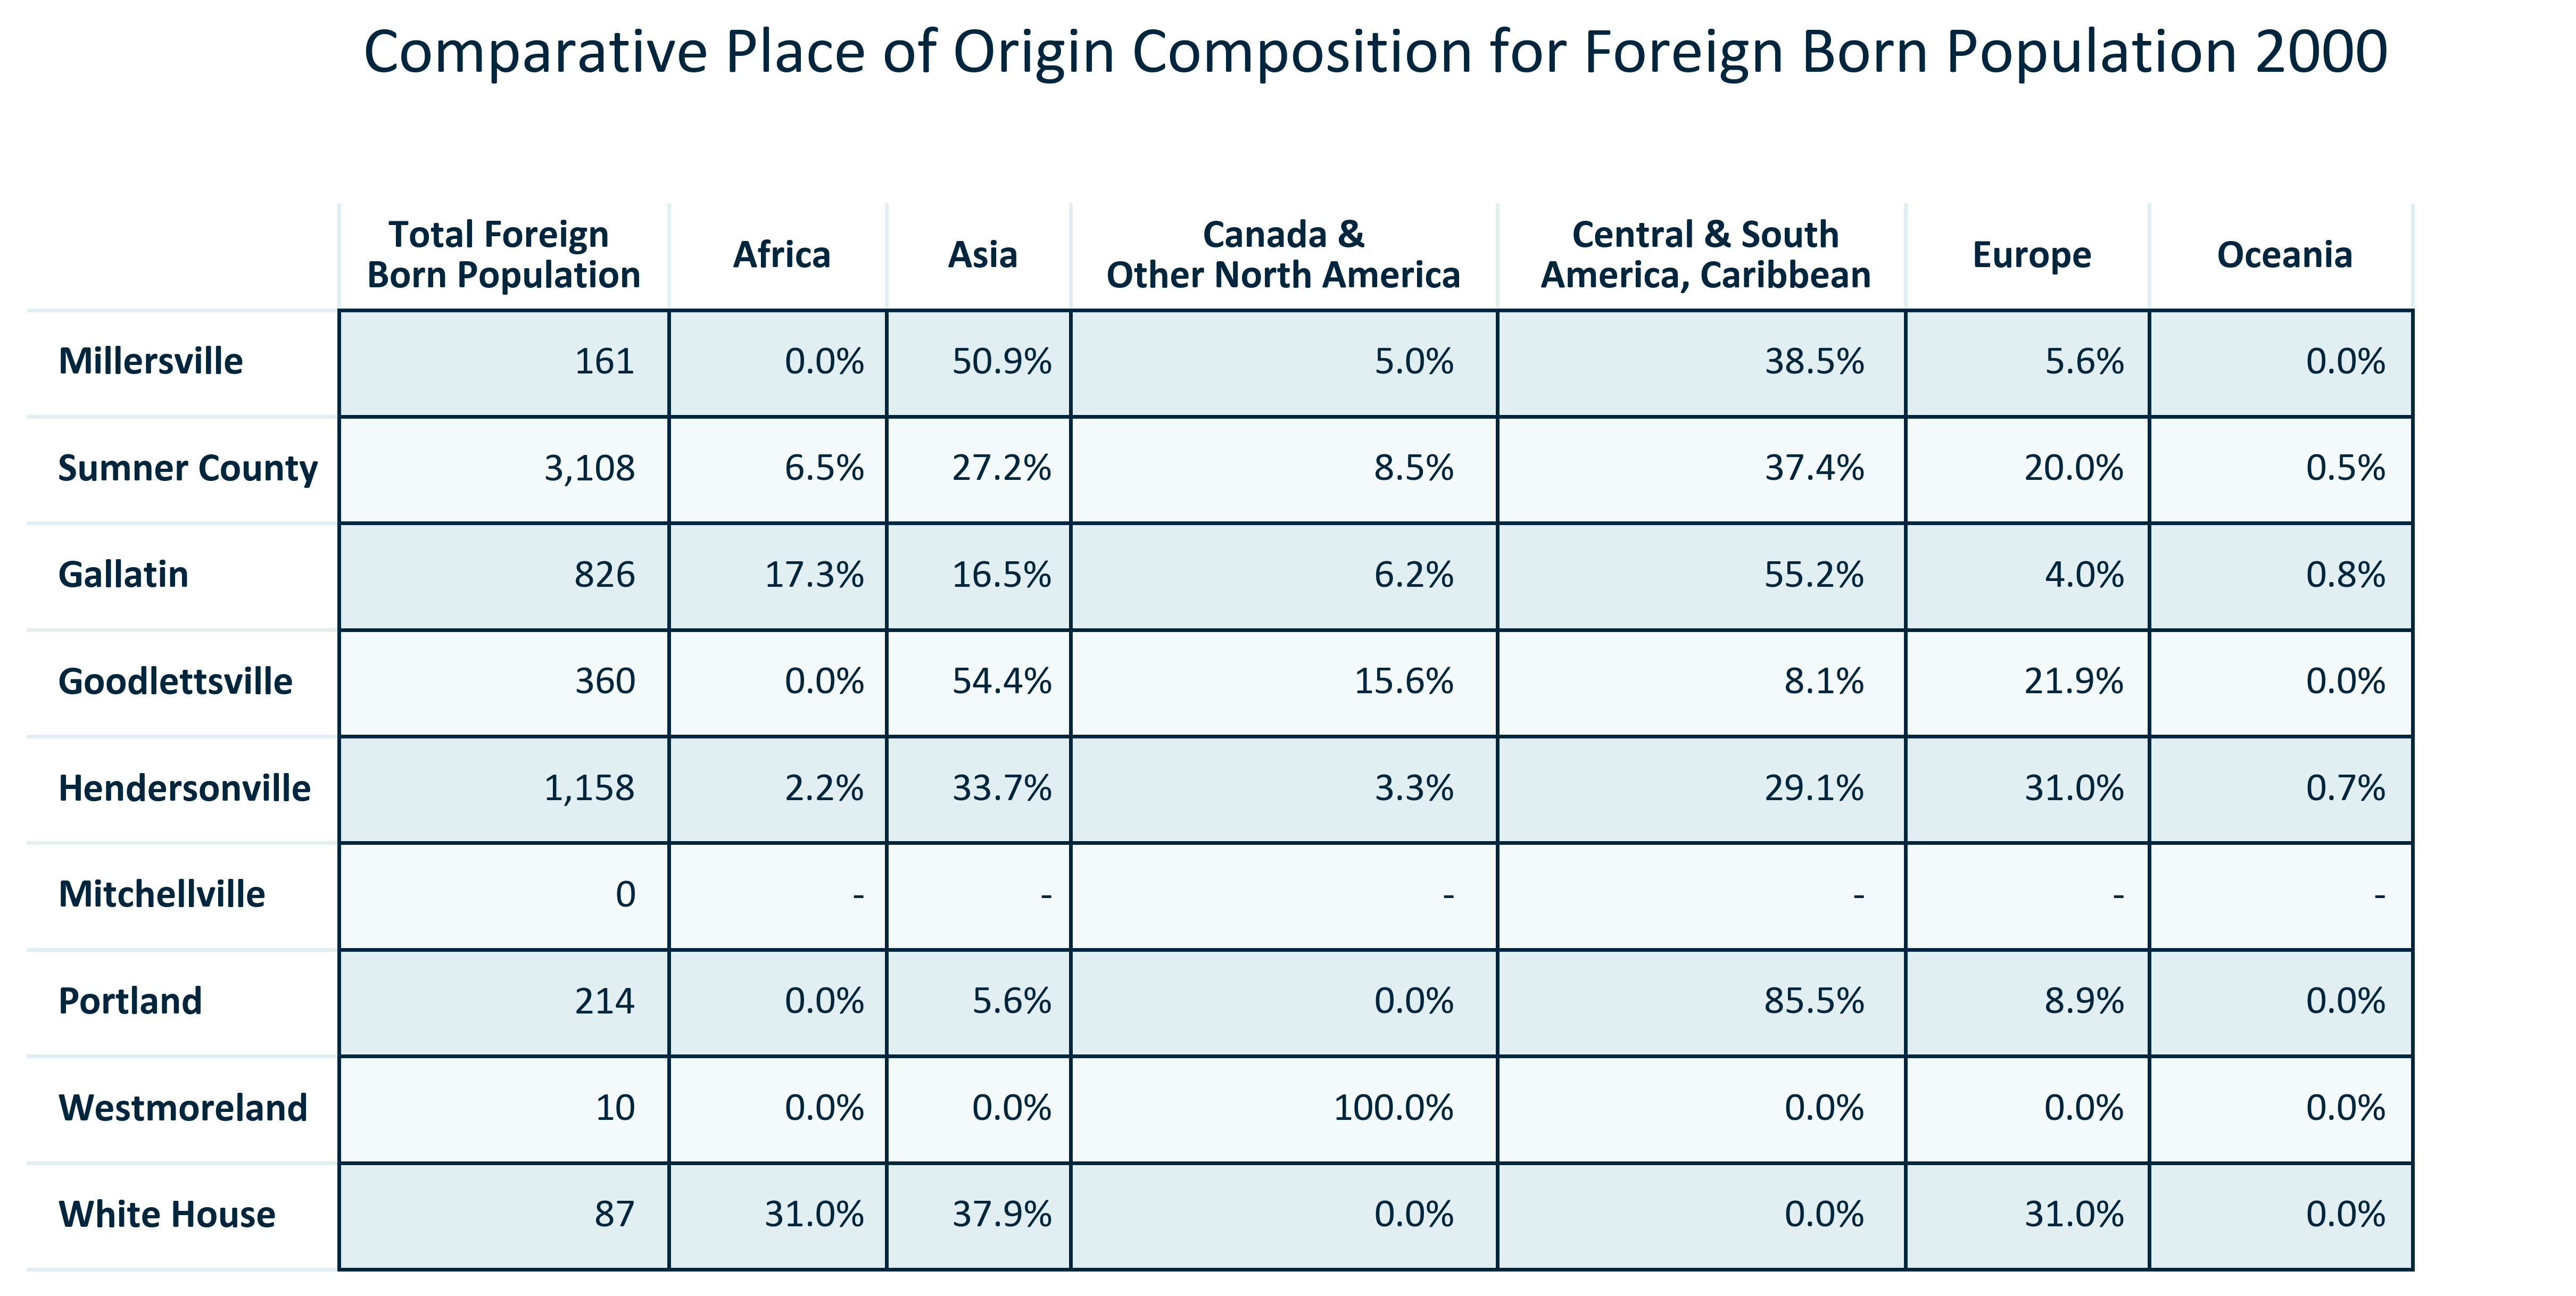 Comparative Place of Origin Composition for Foreign Born Population 2000
Total Foreign Born Population Africa Asia Canada & Other North America Central & South America, Caribbean Europe Oceania
Millersville 161 0.0% 50.9% 5.0% 38.5% 5.6% 0.0%
Sumner County 3,108 6.5% 27.2% 8.5% 37.4% 20.0% 0.5%
Gallatin 826 17.3% 16.5% 6.2% 55.2% 4.0% 0.8%
Goodlettsville 360 0.0% 54.4% 15.6% 8.1% 21.9% 0.0%
Hendersonville 1,158 2.2% 33.7% 3.3% 29.1% 31.0% 0.7%
Mitchellville 0 - - - - - -
Portland 214 0.0% 5.6% 0.0% 85.5% 8.9% 0.0%
Westmoreland 10 0.0% 0.0% 100.0% 0.0% 0.0% 0.0%
White House 87 31.0% 37.9% 0.0% 0.0% 31.0% 0.0%